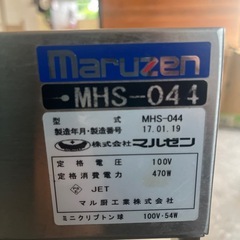 maruzen
MHS-044
型 式 MHS-044
製造年月・製造番号 17.01.19
株式会社 マルゼン
定格電圧 100V
定格消費電力 470W
JET
マル厨工業株式会社
ミニクリプトン球 100V・54W